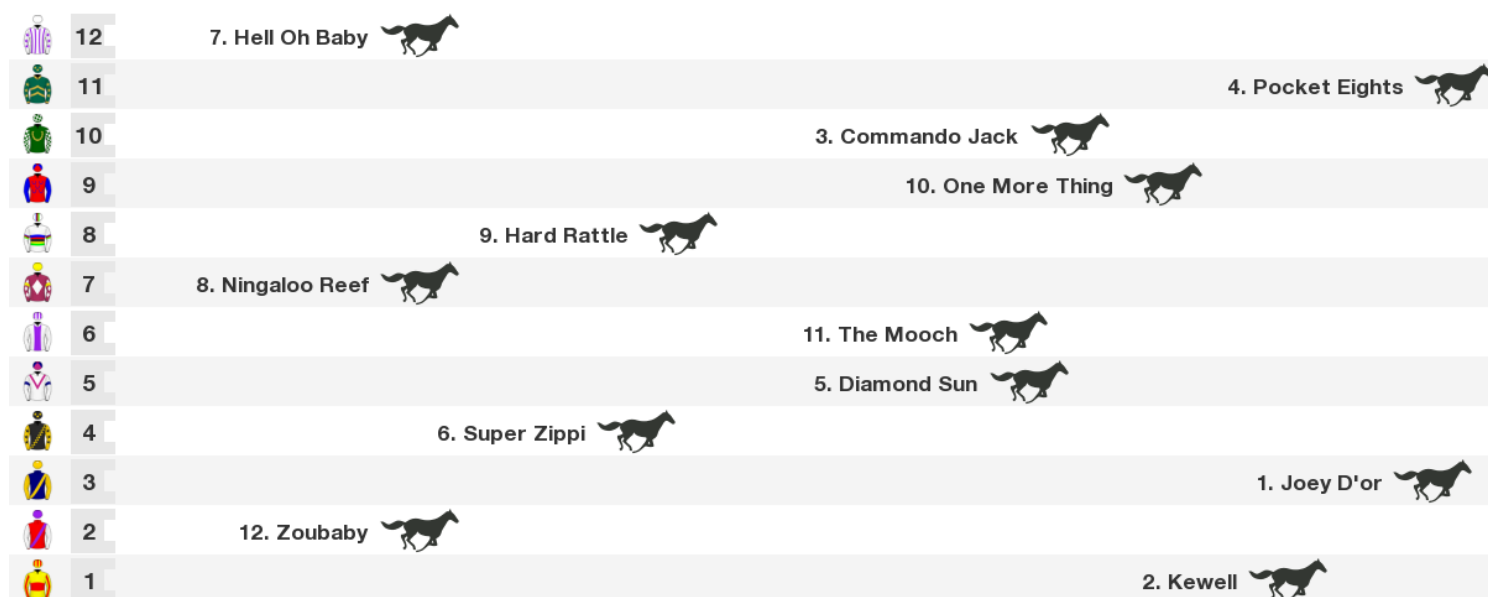 12 7. Hell Oh Baby
11 4. Pocket Eights
10 3. Commando Jack
9 10. One More Thing
8 9. Hard Rattle
7 8. Ningaloo Reef
6 11. The Mooch
5 5. Diamond Sun
4 6. Super Zippi
3 1. Joey D'or
2 12. Zoubaby
1 2. Kewell